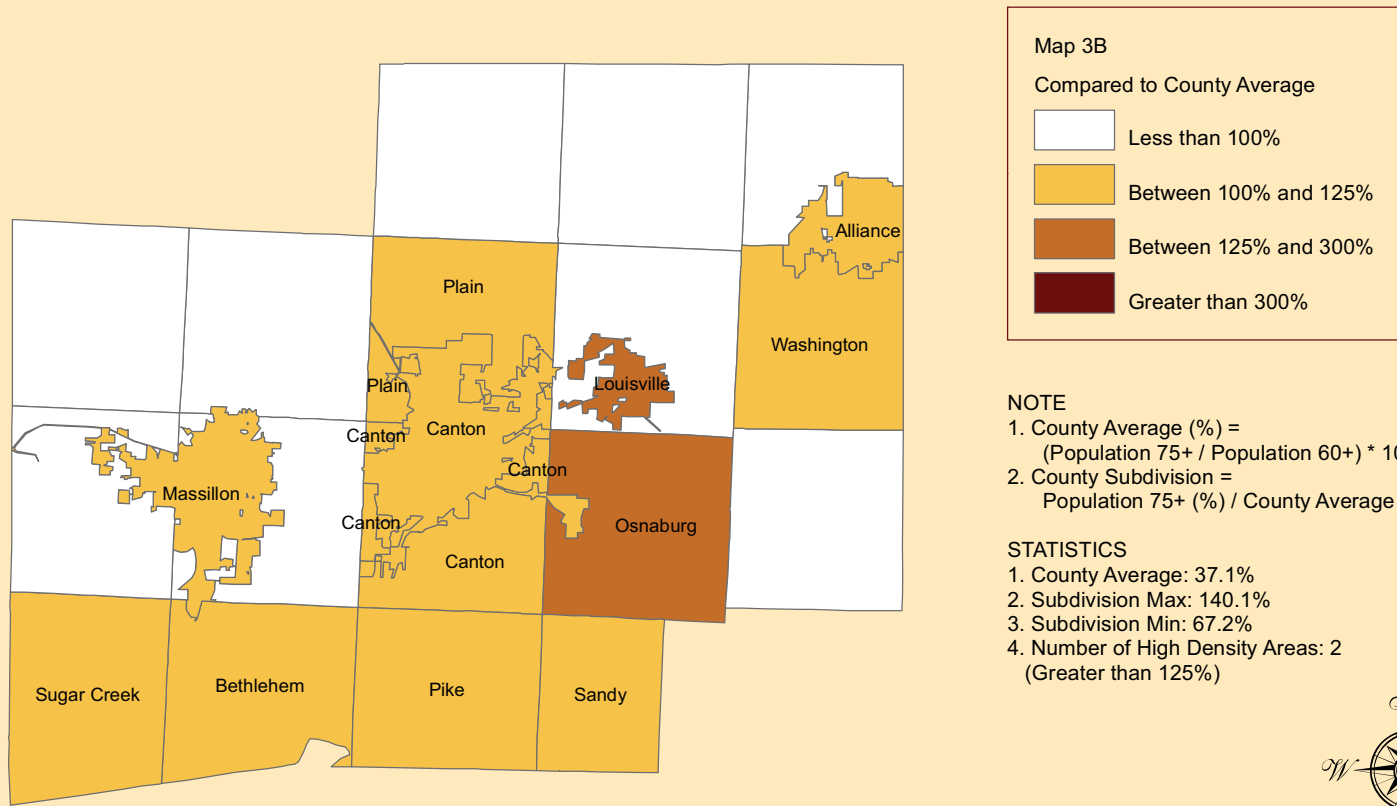 Map 3B
Compared to County Average
Less than 100%
Between 100% and 125%
Between 125% and 300%
Greater than 300%
Alliance
Plain
Washington
Plain
Louisville
Canton
Canton
Canton
Massillon
Canton
Osnaburg
Canton
Sugar Creek
Bethlehem
Pike
Sandy
NOTE
1. County Average (%) =
(Population 75+ / Population 60+) * 10
2. County Subdivision =
Population 75+ (%) / County Average
STATISTICS
1. County Average: 37.1%
2. Subdivision Max: 140.1%
3. Subdivision Min: 67.2%
4. Number of High Density Areas: 2
(Greater than 125%)
W